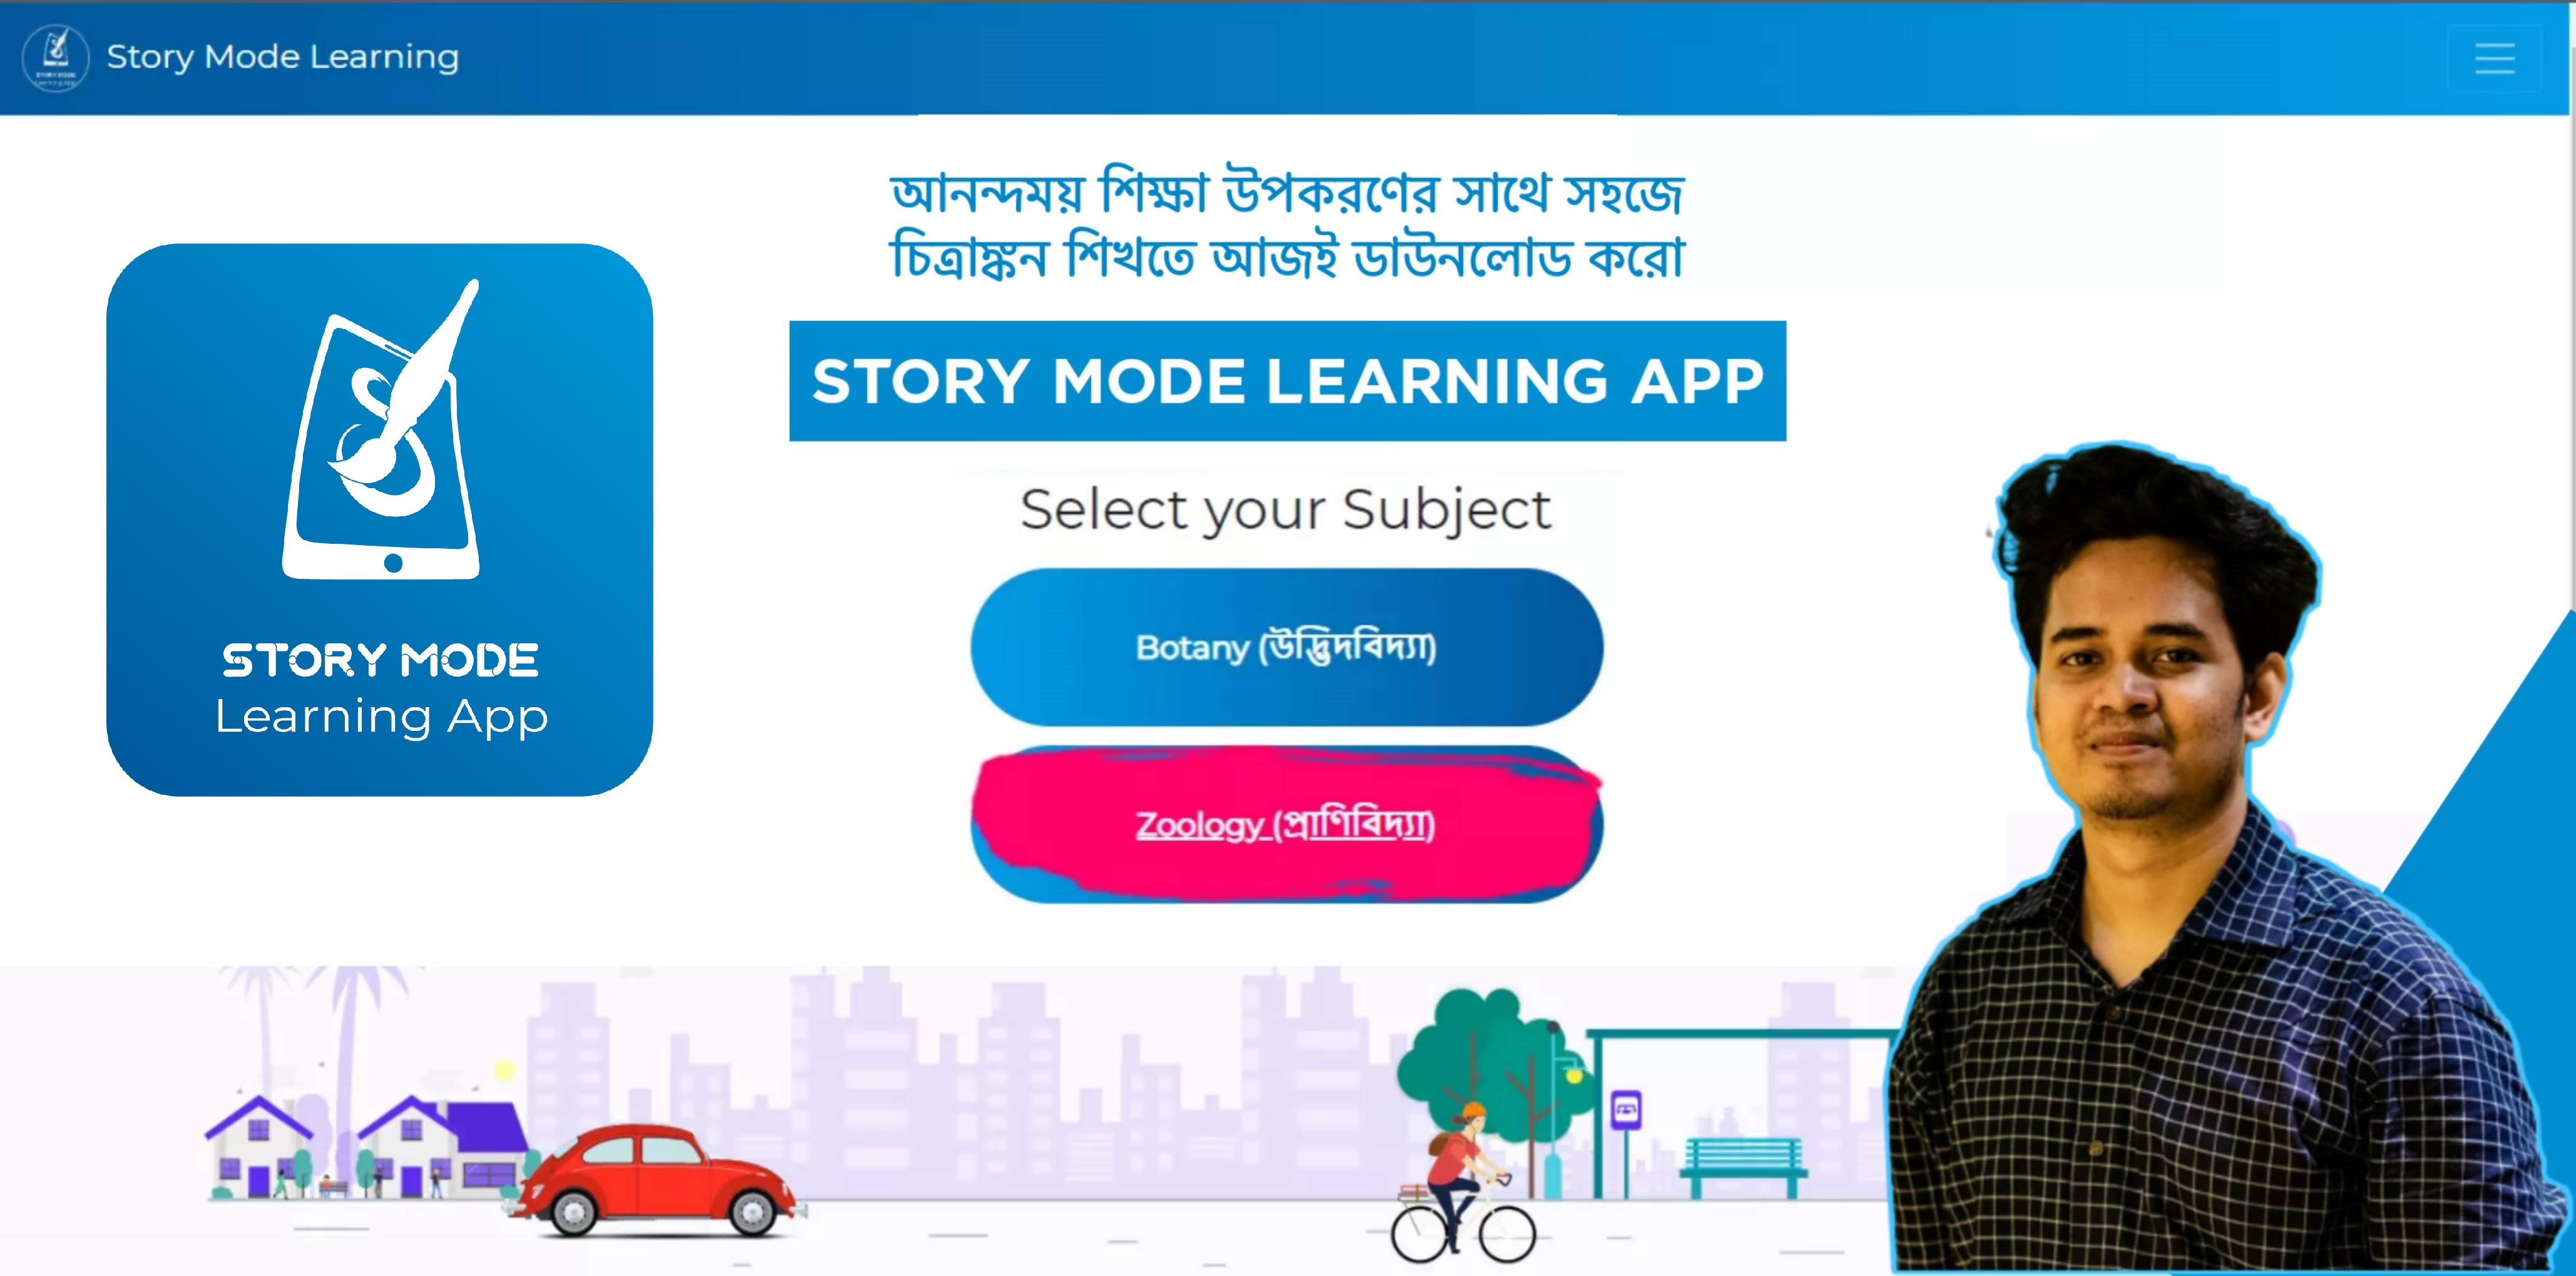 Story Mode Learning
আনন্দময় শিক্ষা উপকরণের সাথে সহজে
চিত্রাঙ্কন শিখতে আজই ডাউনলোড করো
STORY MODE LEARNING APP
STORY MODE
Learning App
Select your Subject
Botany (উদ্ভিদবিদ্যা)
Zoology (প্রাণিবিদ্যা)